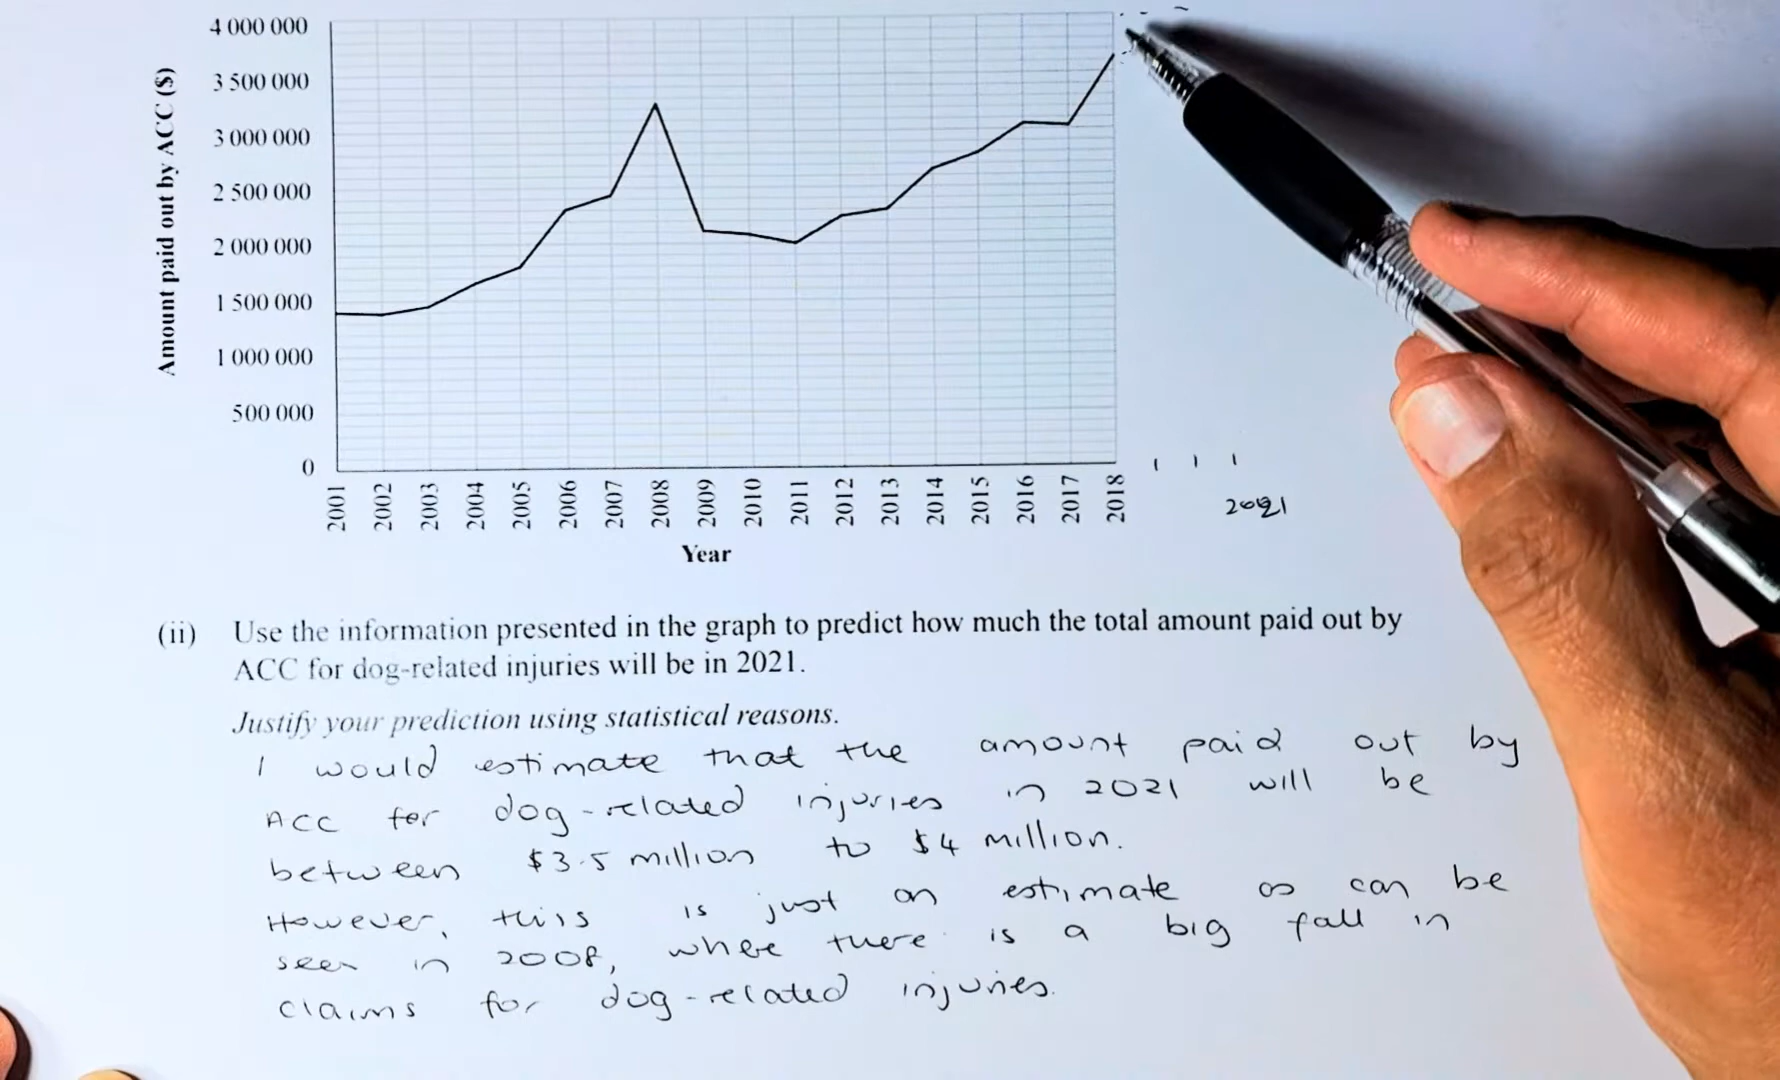 4 000 000
3 500 000
3 000 000
2 500 000
2 000 000
1 500 000
1 000 000
500 000
0
Amount paid out by ACC ($)
2001 2002 2003 2004 2005 2006 2007 2008 2009 2010 2011 2012 2013 2014 2015 2016 2017 2018
2021
Year
(ii) Use the information presented in the graph to predict how much the total amount paid out by
ACC for dog-related injuries will be in 2021.
Justify your prediction using statistical reasons.
I would estimate that the amount paid out by
ACC for dog-related injuries in 2021 will be
between $3.5 million to $4 million.
However, this is just an estimate as can be
seen in 2008, where there is a big fall in
claims for dog-related injuries.